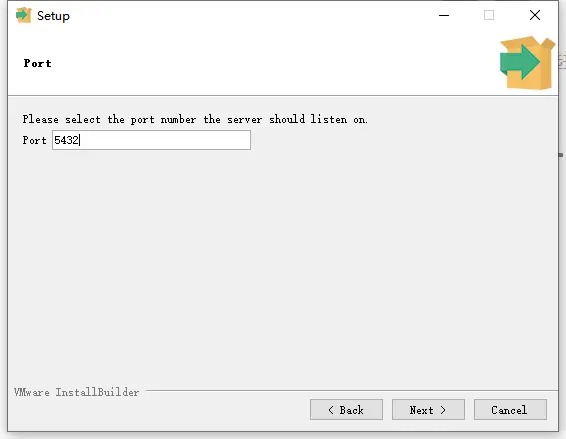 Setup
Port
Please select the port number the server should listen on.
Port 5432
VMware InstallBuilder
< Back Next > Cancel